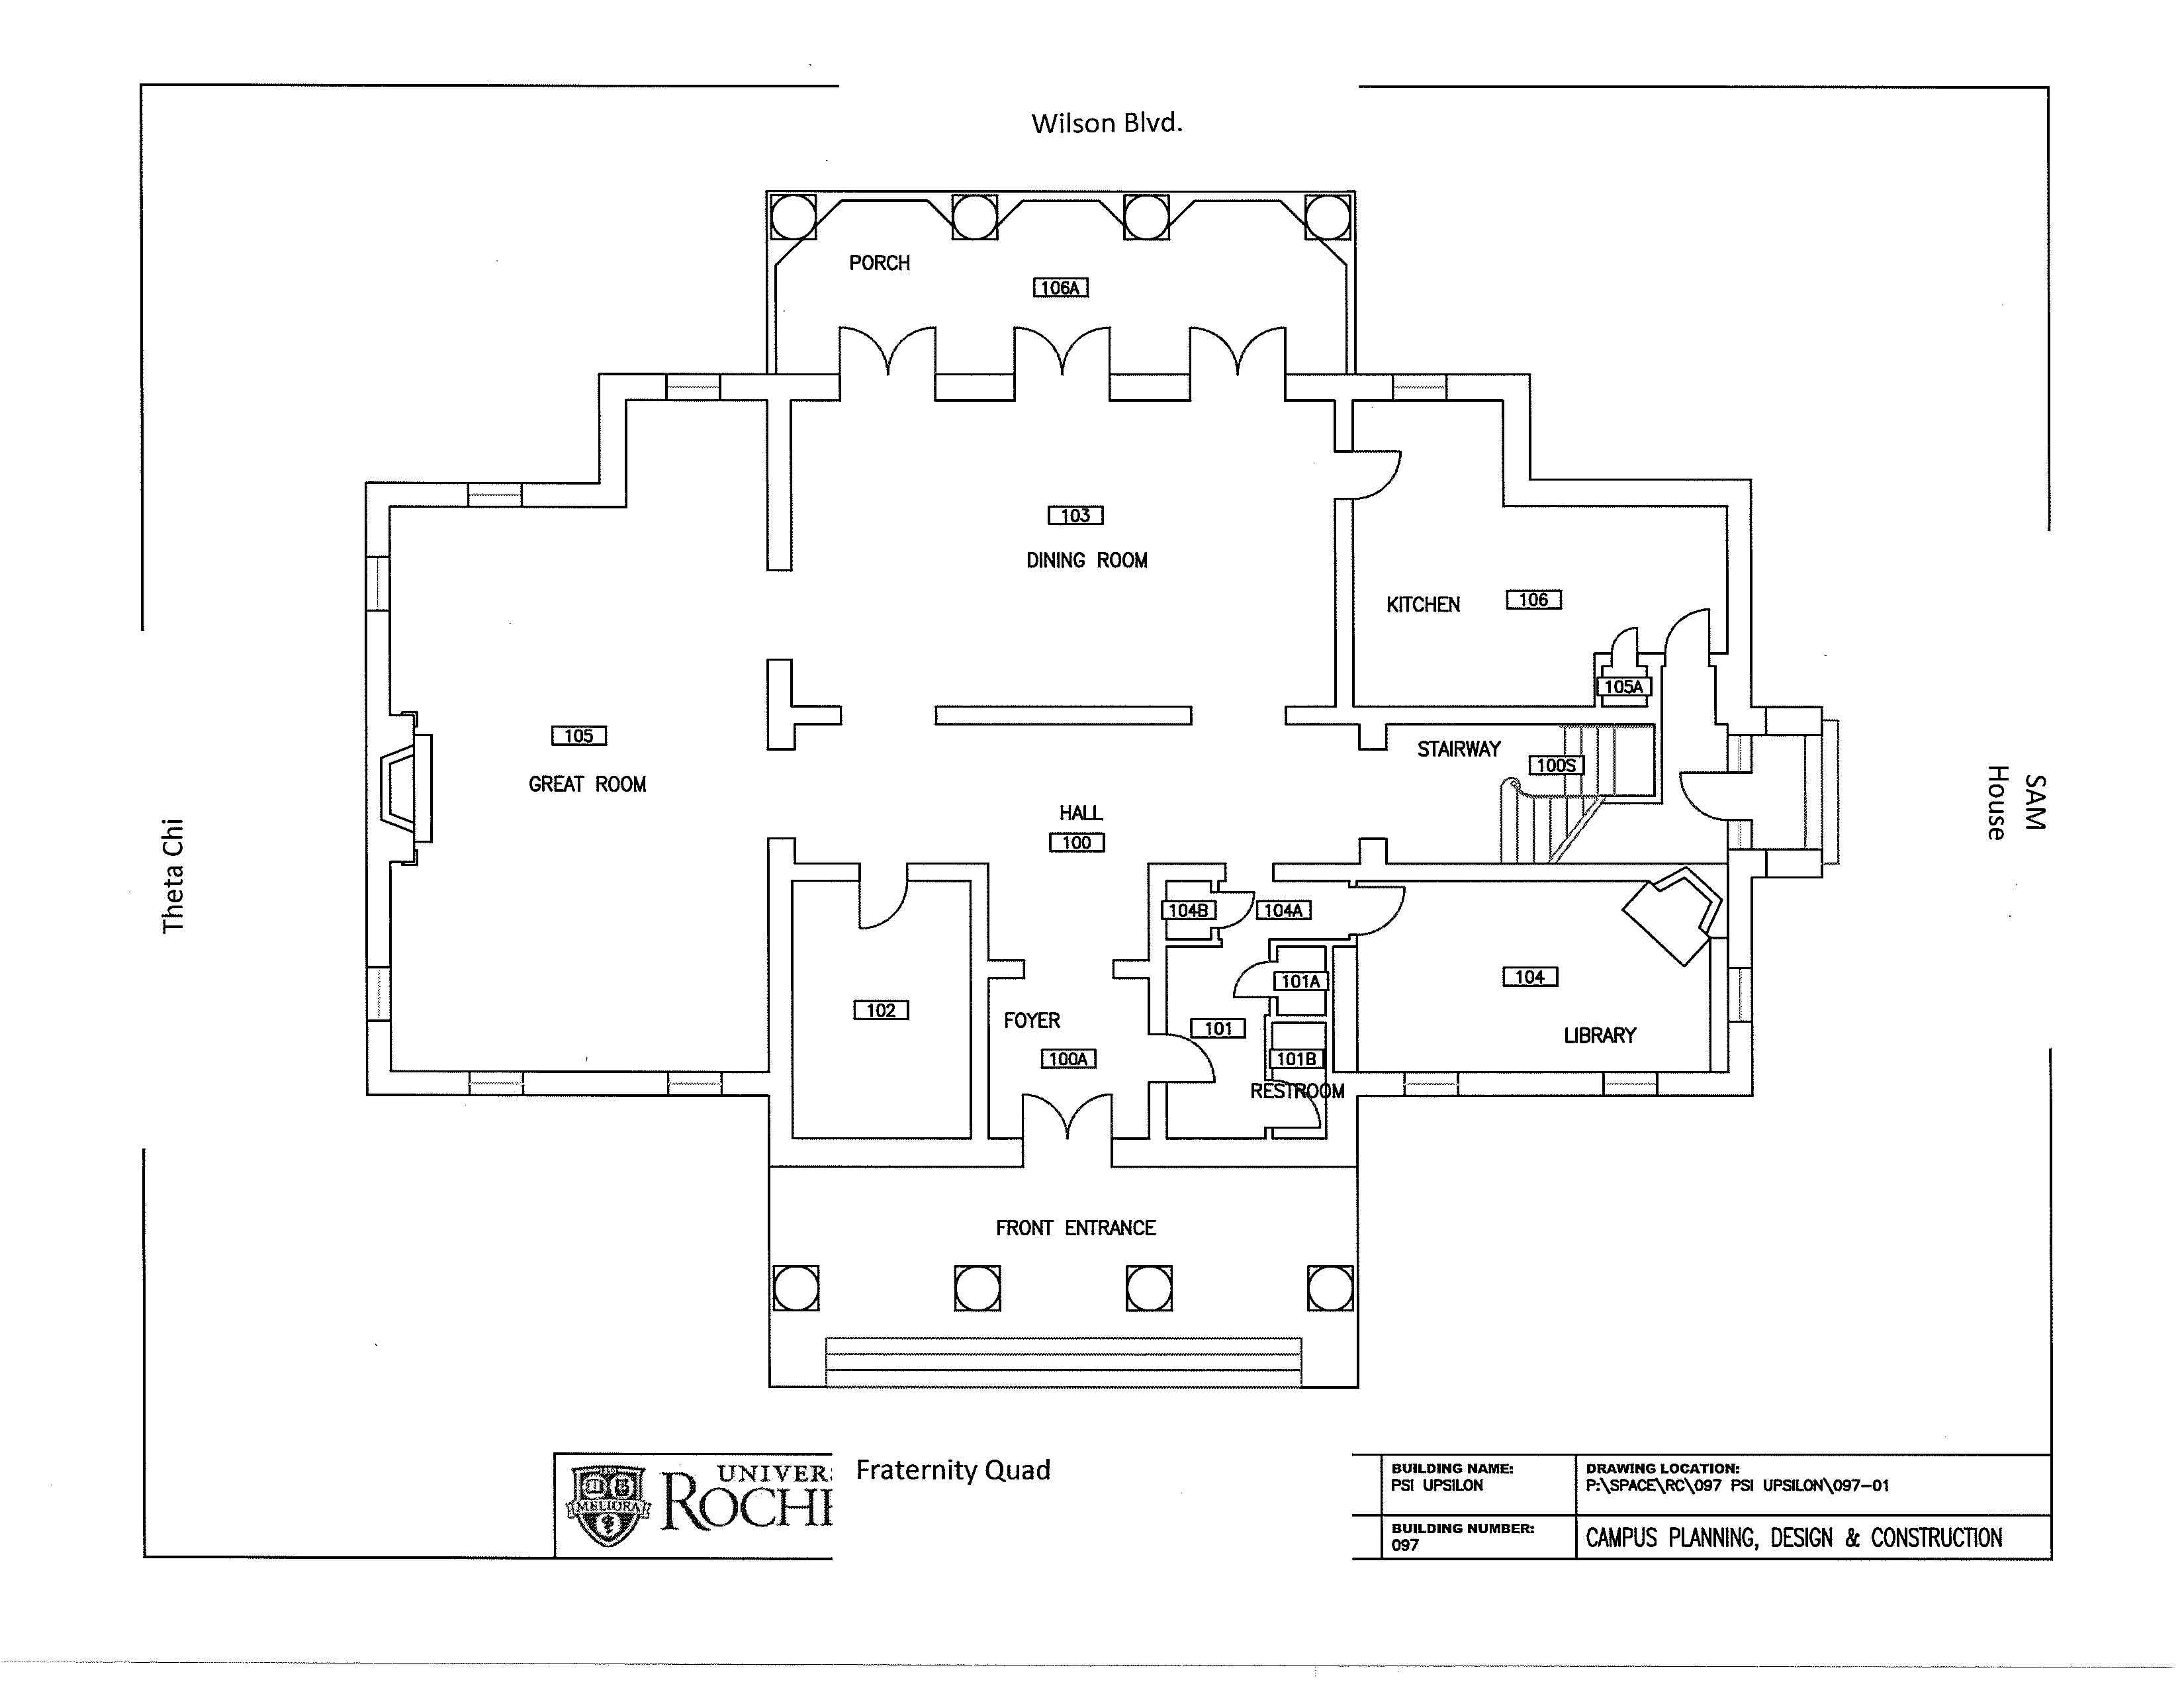 Wilson Blvd.
PORCH
106A
103
DINING ROOM
KITCHEN
106
105A
105
GREAT ROOM
STAIRWAY
100S
HALL
100
SAM
House
Theta Chi
104B
104A
104
LIBRARY
101A
102
FOYER
101
100A
101B
RESTROOM
FRONT ENTRANCE
MELIORA
UNIVER
ROCH
Fraternity Quad
BUILDING NAME:
PSI UPSILON
DRAWING LOCATION:
P:\SPACE\RC\097 PSI UPSILON\097-01
BUILDING NUMBER:
097
CAMPUS PLANNING, DESIGN & CONSTRUCTION